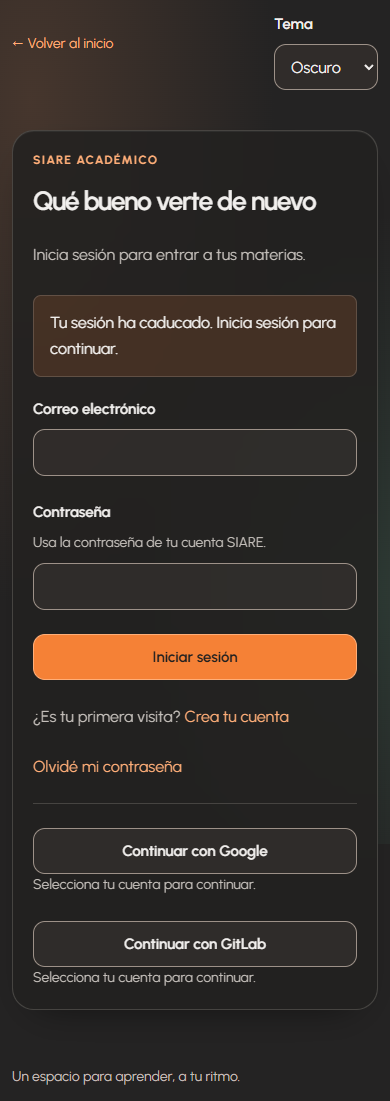 ← Volver al inicio
Tema
Oscuro
SIARE ACADÉMICO
Qué bueno verte de nuevo
Inicia sesión para entrar a tus materias.
Tu sesión ha caducado. Inicia sesión para
continuar.
Correo electrónico
Contraseña
Usa la contraseña de tu cuenta SIARE.
Iniciar sesión
¿Es tu primera visita? Crea tu cuenta
Olvidé mi contraseña
Continuar con Google
Selecciona tu cuenta para continuar.
Continuar con GitLab
Selecciona tu cuenta para continuar.
Un espacio para aprender, a tu ritmo.